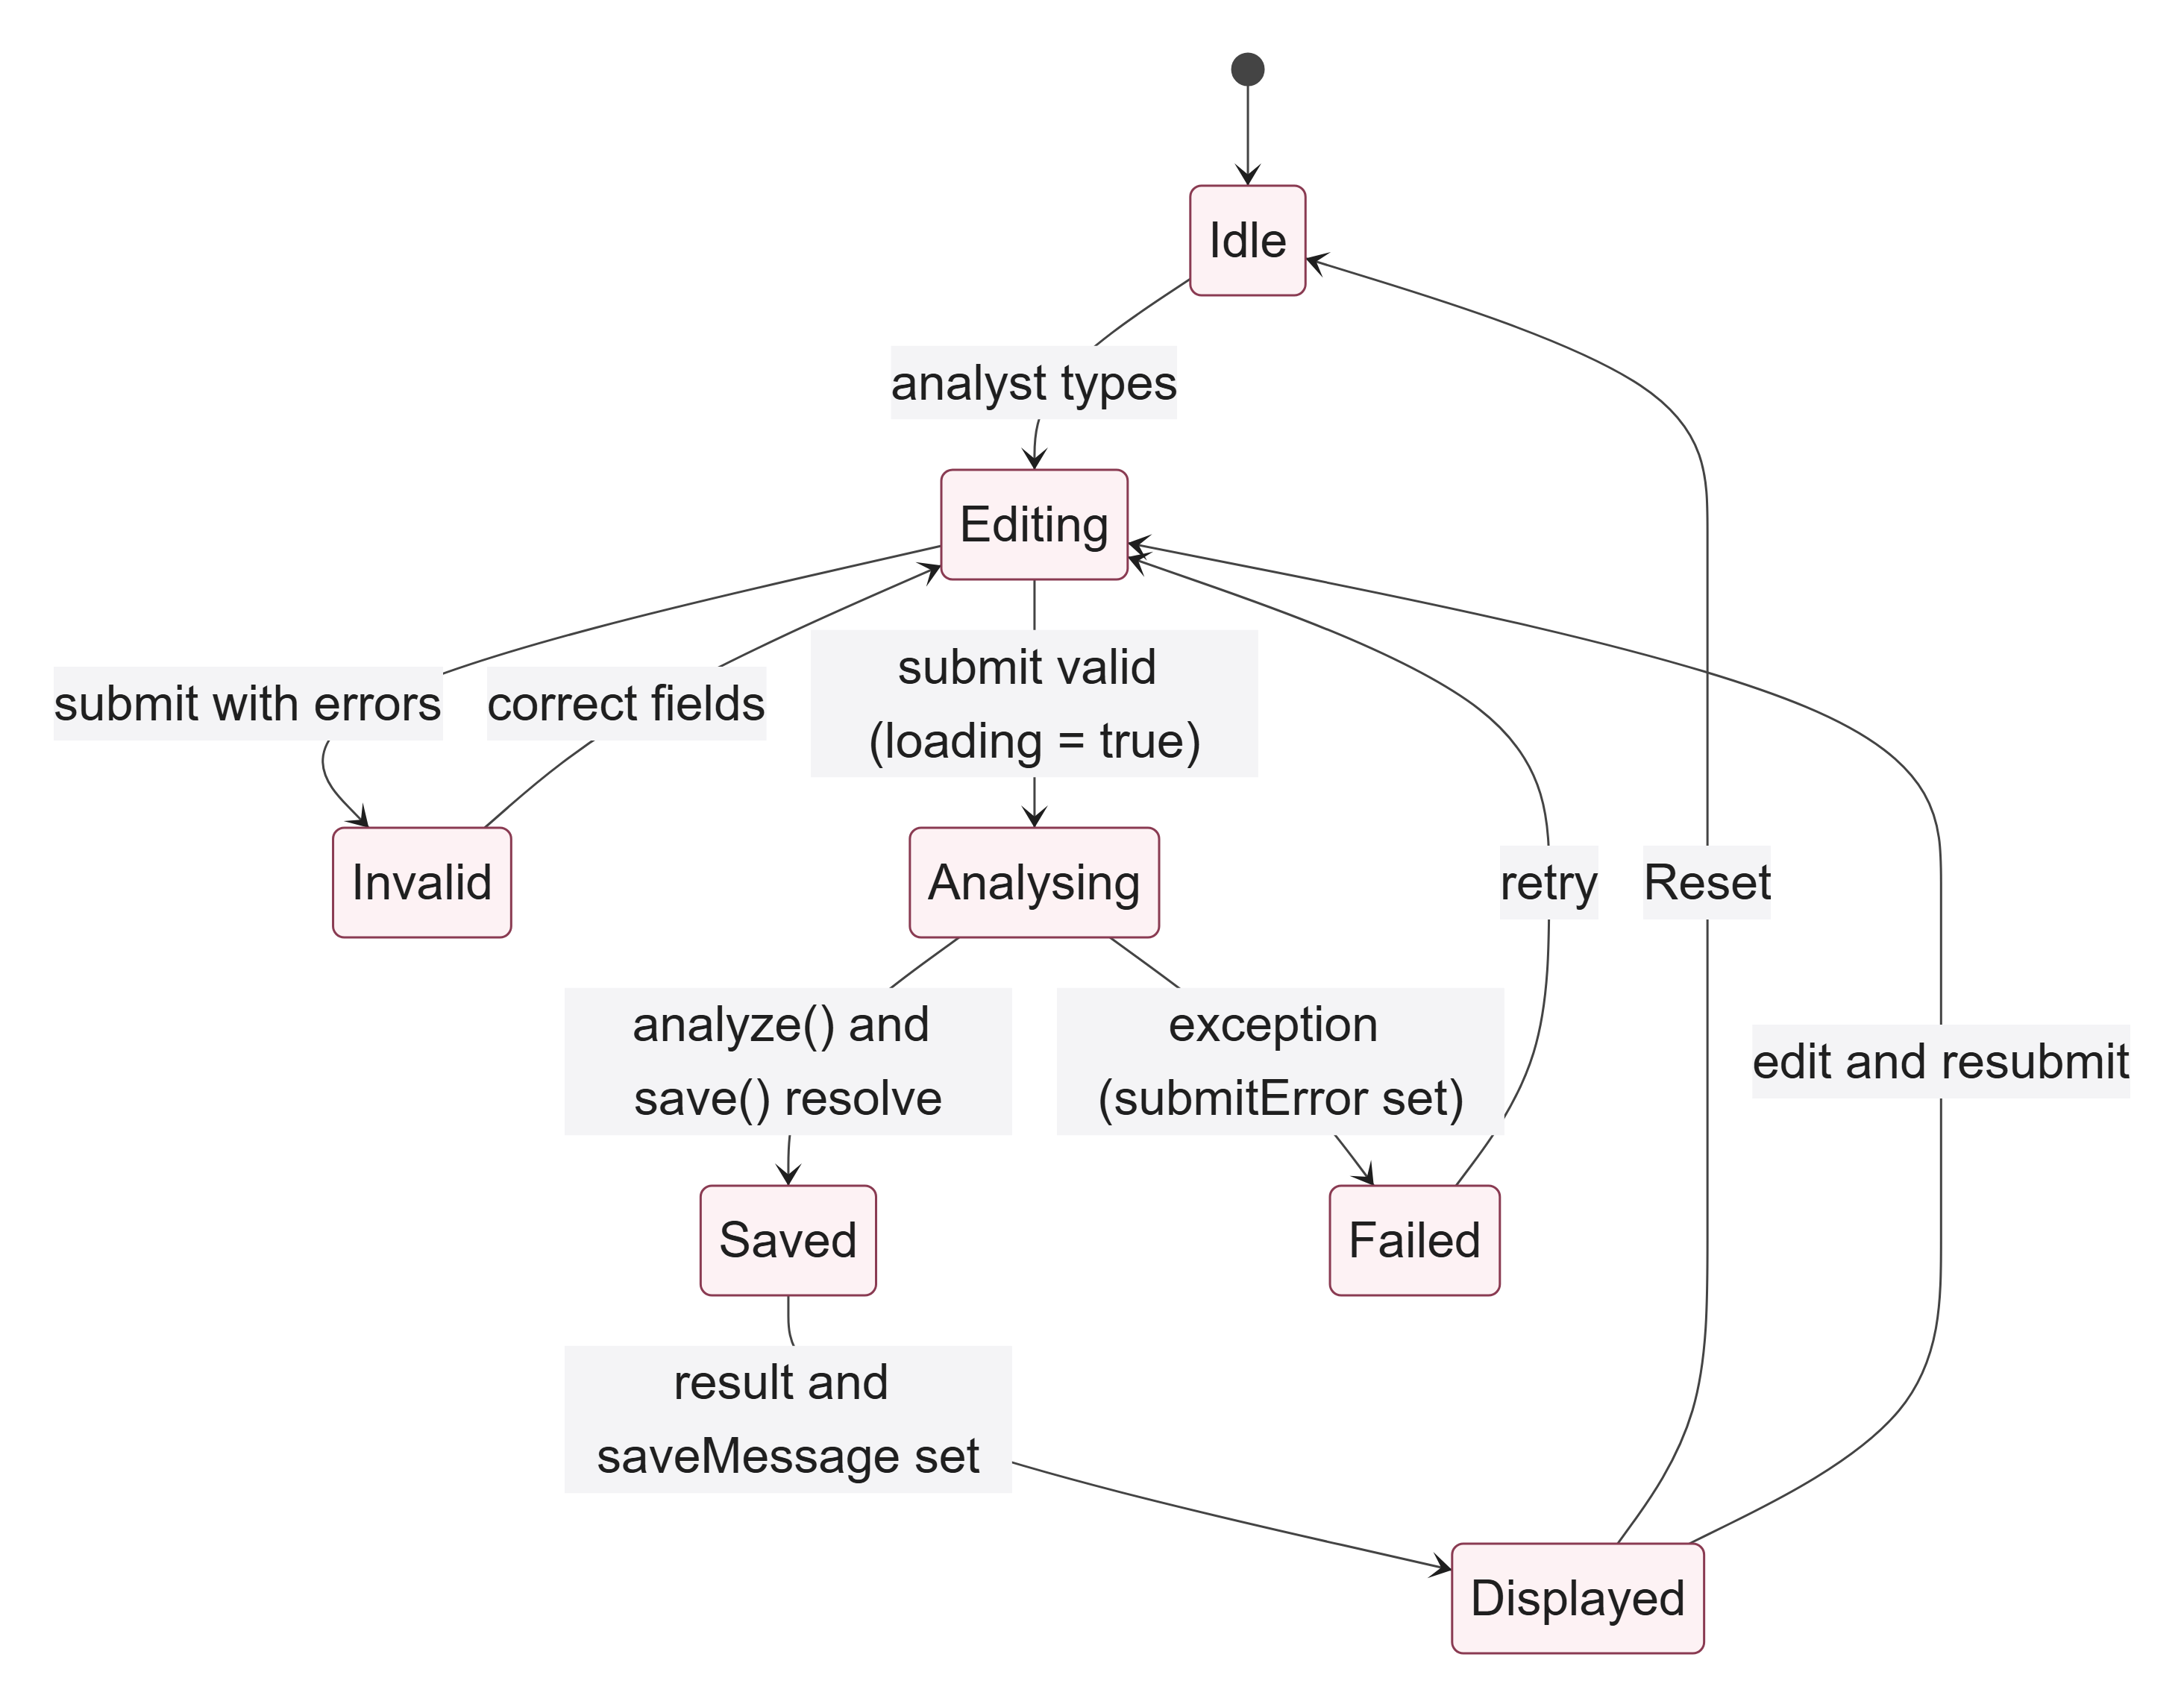 Idle
analyst types
Editing
submit with errors
correct fields
submit valid
(loading = true)
Invalid
Analysing
retry
Reset
analyze() and
save() resolve
exception
(submitError set)
edit and resubmit
Saved
Failed
result and
saveMessage set
Displayed